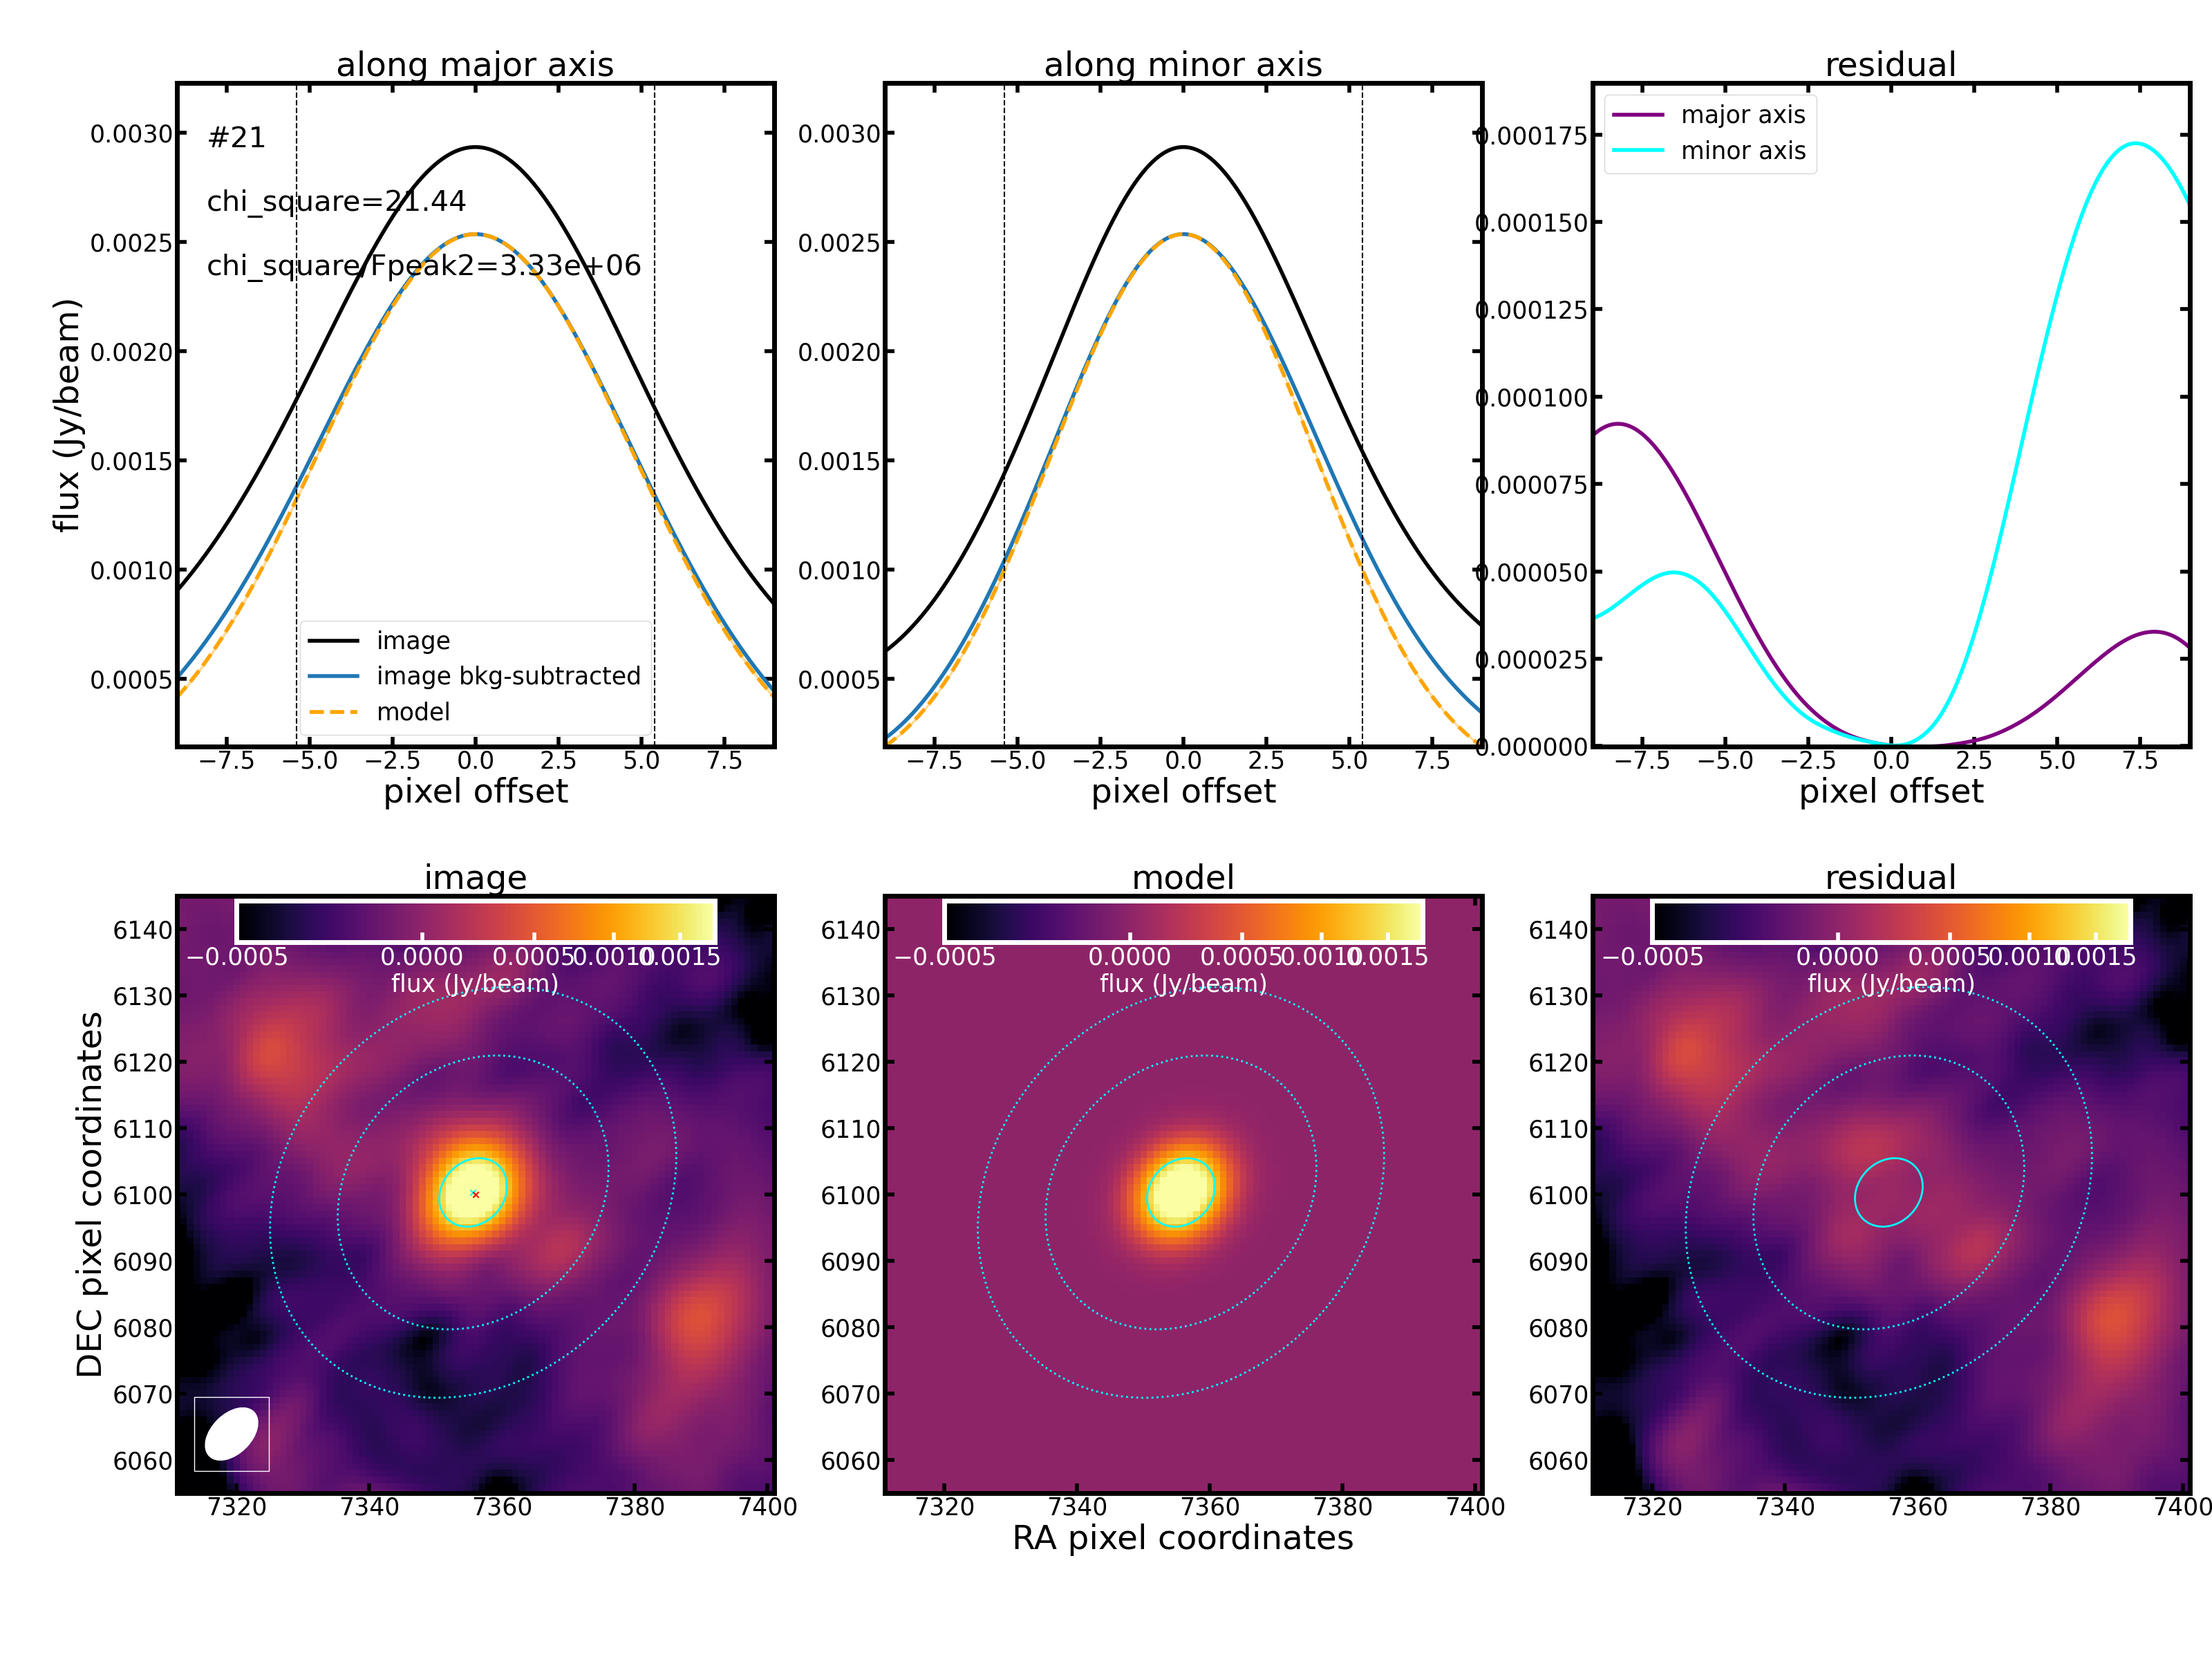 along major axis
along minor axis
residual
#21
chi_square=21.44
chi_square/Fpeak2=3.33e+06
flux (Jy/beam)
0.0030
0.0025
0.0020
0.0015
0.0010
0.0005
image
image bkg-subtracted
model
−7.5 −5.0 −2.5 0.0 2.5 5.0 7.5
pixel offset
0.0030
0.0025
0.0020
0.0015
0.0010
0.0005
−7.5 −5.0 −2.5 0.0 2.5 5.0 7.5
pixel offset
major axis
minor axis
0.000175
0.000150
0.000125
0.000100
0.000075
0.000050
0.000025
0.000000
−7.5 −5.0 −2.5 0.0 2.5 5.0 7.5
pixel offset
image
model
residual
DEC pixel coordinates
6140
6130
6120
6110
6100
6090
6080
6070
6060
−0.0005 0.0000 0.0005 0.0010 0.0015
flux (Jy/beam)
7320 7340 7360 7380 7400
6140
6130
6120
6110
6100
6090
6080
6070
6060
−0.0005 0.0000 0.0005 0.0010 0.0015
flux (Jy/beam)
7320 7340 7360 7380 7400
RA pixel coordinates
6140
6130
6120
6110
6100
6090
6080
6070
6060
−0.0005 0.0000 0.0005 0.0010 0.0015
flux (Jy/beam)
7320 7340 7360 7380 7400